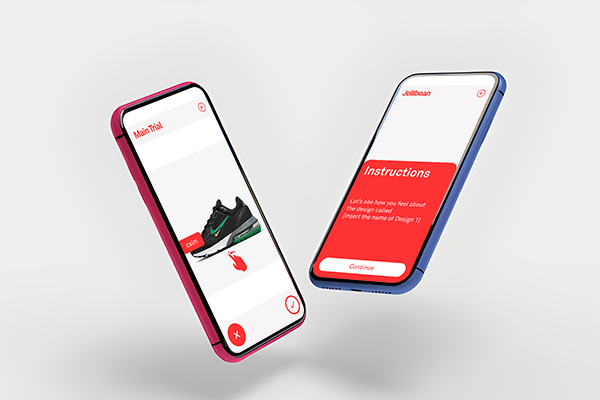 Main Trial
calm
Jellibean
Instructions
Let's see how you feel about
the design called
[insert the name of Design 1]
Continue